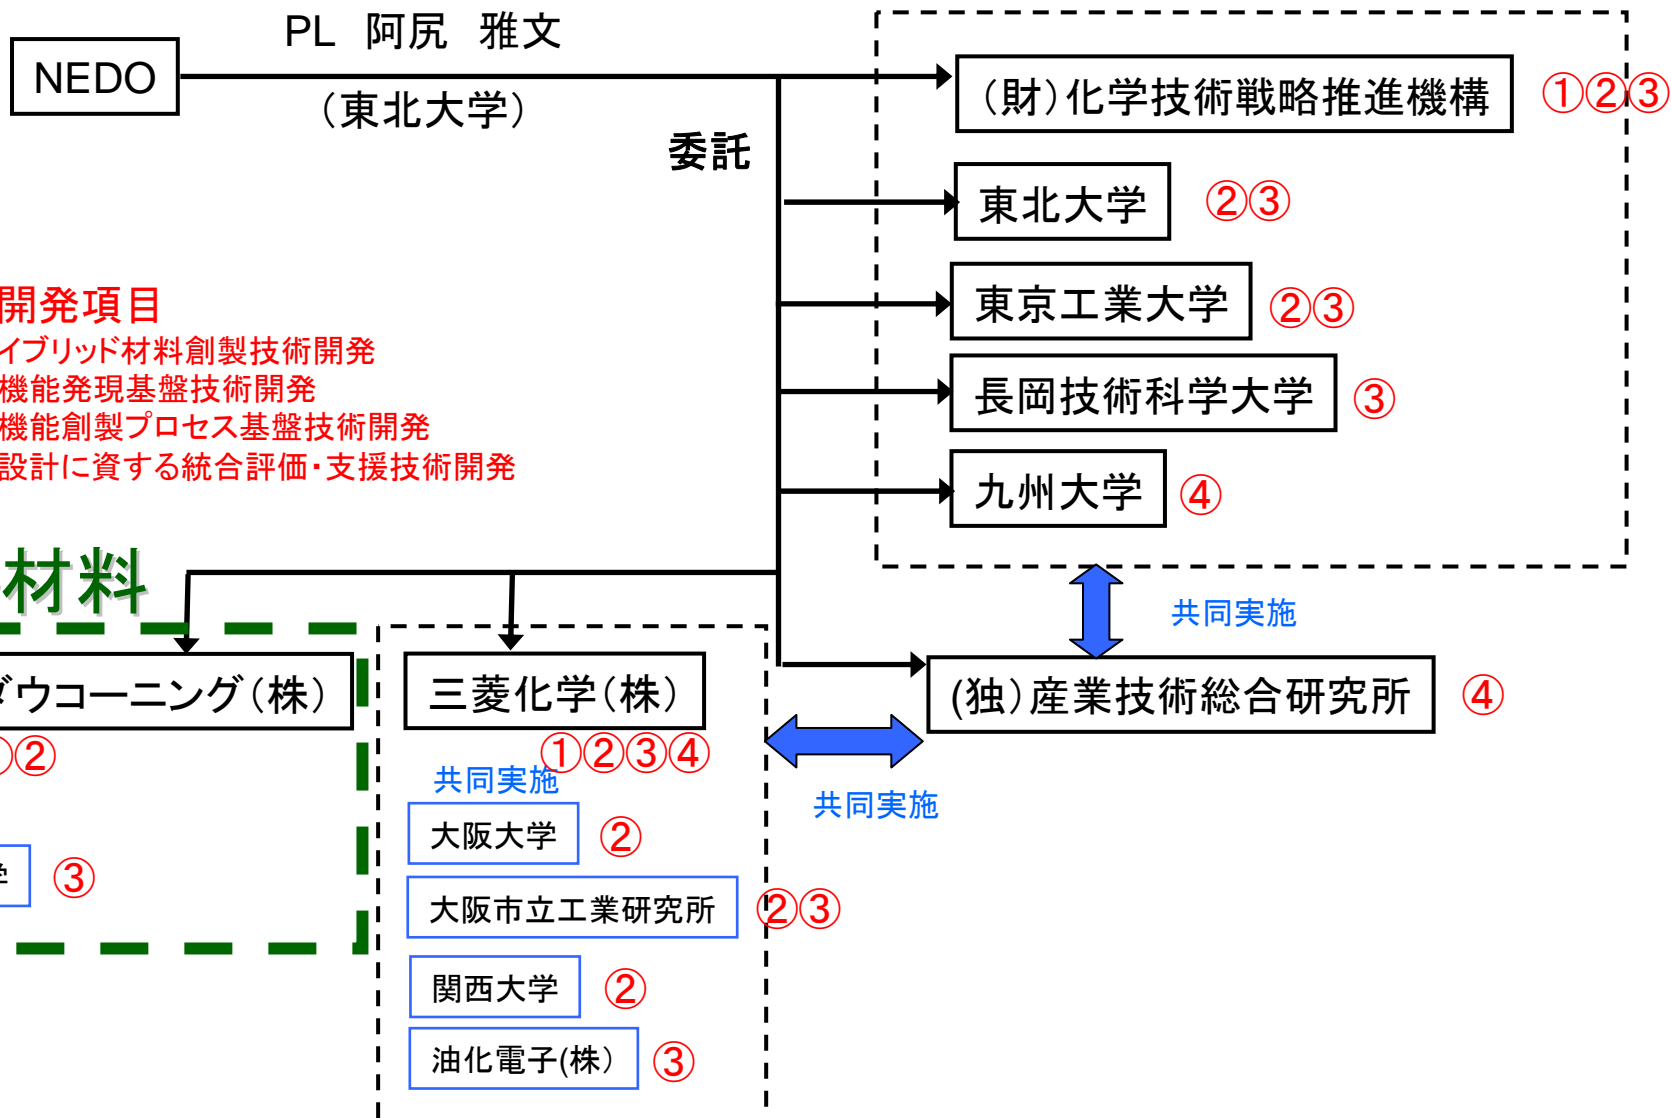 PL 阿尻 雅文
NEDO
(東北大学)
委託
(財)化学技術戦略推進機構 ①②③
東北大学 ②③
東京工業大学 ②③
長岡技術科学大学 ③
九州大学 ④
開発項目
イブリッド材料創製技術開発
機能発現基盤技術開発
機能創製プロセス基盤技術開発
設計に資する統合評価・支援技術開発
材料
共同実施
ダウコーニング(株)
②
学 ③
三菱化学(株)
①②③④
共同実施
大阪大学 ②
大阪市立工業研究所 ②③
関西大学 ②
油化電子(株) ③
(独)産業技術総合研究所 ④
共同実施